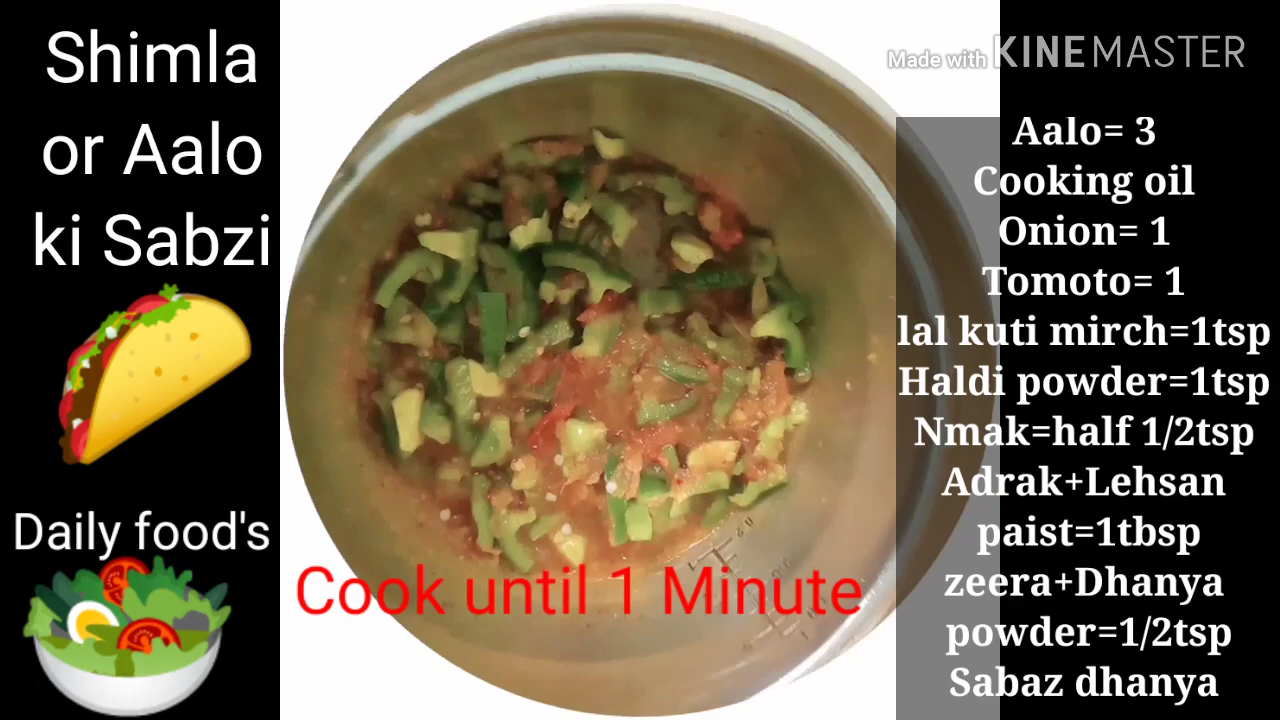 Shimla
or Aalo
ki Sabzi
Daily food's
Cook until 1 Minute
Made with KINEMASTER
Aalo= 3
Cooking oil
Onion= 1
Tomoto= 1
lal kuti mirch=1tsp
Haldi powder=1tsp
Nmak=half 1/2tsp
Adrak+Lehsan
paist=1tbsp
zeera+Dhanya
powder=1/2tsp
Sabaz dhanya